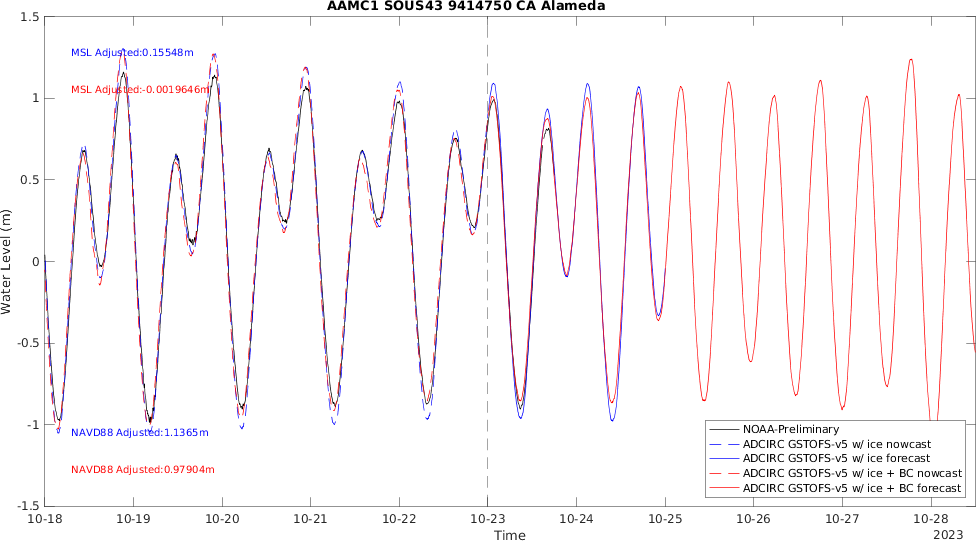 AAMC1 SOUS43 9414750 CA Alameda
1.5
MSL Adjusted:0.15548m
MSL Adjusted:-0.0019646m
1
0.5
0
-0.5
-1
-1.5
Water Level (m)
NAVD88 Adjusted:1.1365m
NAVD88 Adjusted:0.97904m
NOAA-Preliminary
ADCIRC GSTOFS-v5 w/ ice nowcast
ADCIRC GSTOFS-v5 w/ ice forecast
ADCIRC GSTOFS-v5 w/ ice + BC nowcast
ADCIRC GSTOFS-v5 w/ ice + BC forecast
10-18 10-19 10-20 10-21 10-22 10-23 10-24 10-25 10-26 10-27 10-28
Time
2023